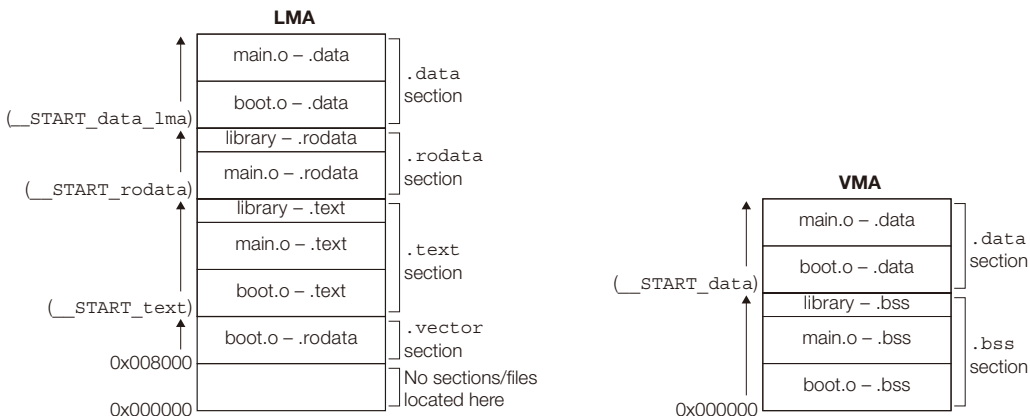 LMA
main.o – .data
boot.o – .data
.data
section
(__START_data_lma)
library – .rodata
main.o – .rodata
.rodata
section
(__START_rodata)
library – .text
main.o – .text
boot.o – .text
.text
section
(__START_text)
boot.o – .rodata
.vector
section
0x008000
No sections/files
located here
0x000000
VMA
main.o – .data
boot.o – .data
.data
section
(__START_data)
library – .bss
main.o – .bss
boot.o – .bss
.bss
section
0x000000